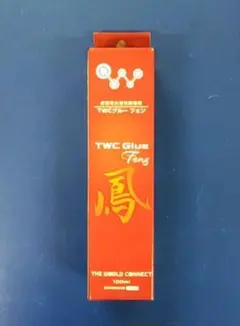 TWCグルー フェン
TWC Glue
Feng
鳳
THE WORLD CONNECT
100ml